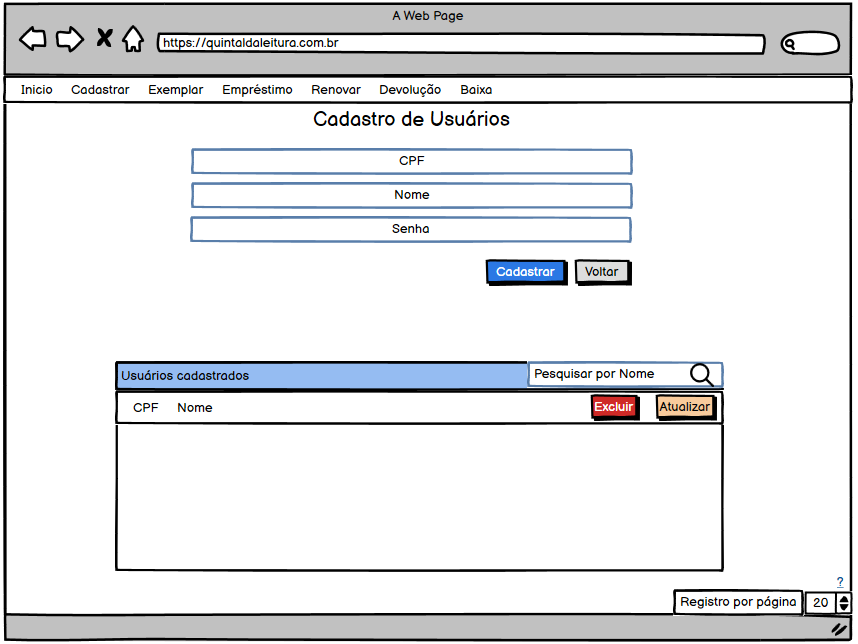 A Web Page
https://quintaldaleitura.com.br
Inicio Cadastrar Exemplar Empréstimo Renovar Devolução Baixa
Cadastro de Usuários
CPF
Nome
Senha
Cadastrar Voltar
Usuários cadastrados Pesquisar por Nome
CPF Nome Excluir Atualizar
?
Registro por página 20